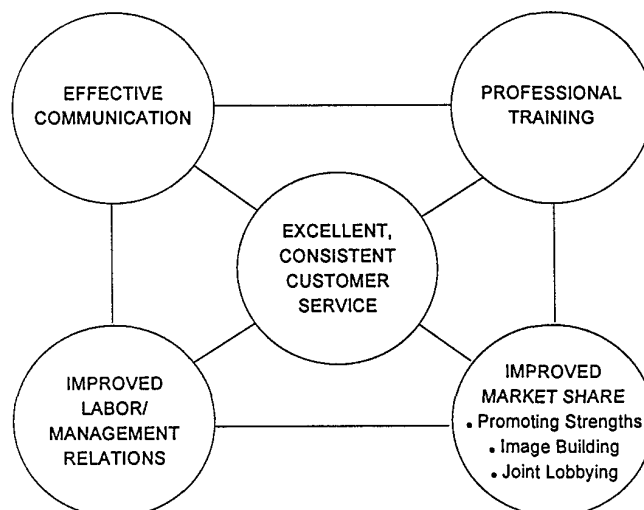 EFFECTIVE
COMMUNICATION
PROFESSIONAL
TRAINING
EXCELLENT,
CONSISTENT
CUSTOMER
SERVICE
IMPROVED
LABOR/
MANAGEMENT
RELATIONS
IMPROVED
MARKET SHARE
• Promoting Strengths
• Image Building
• Joint Lobbying